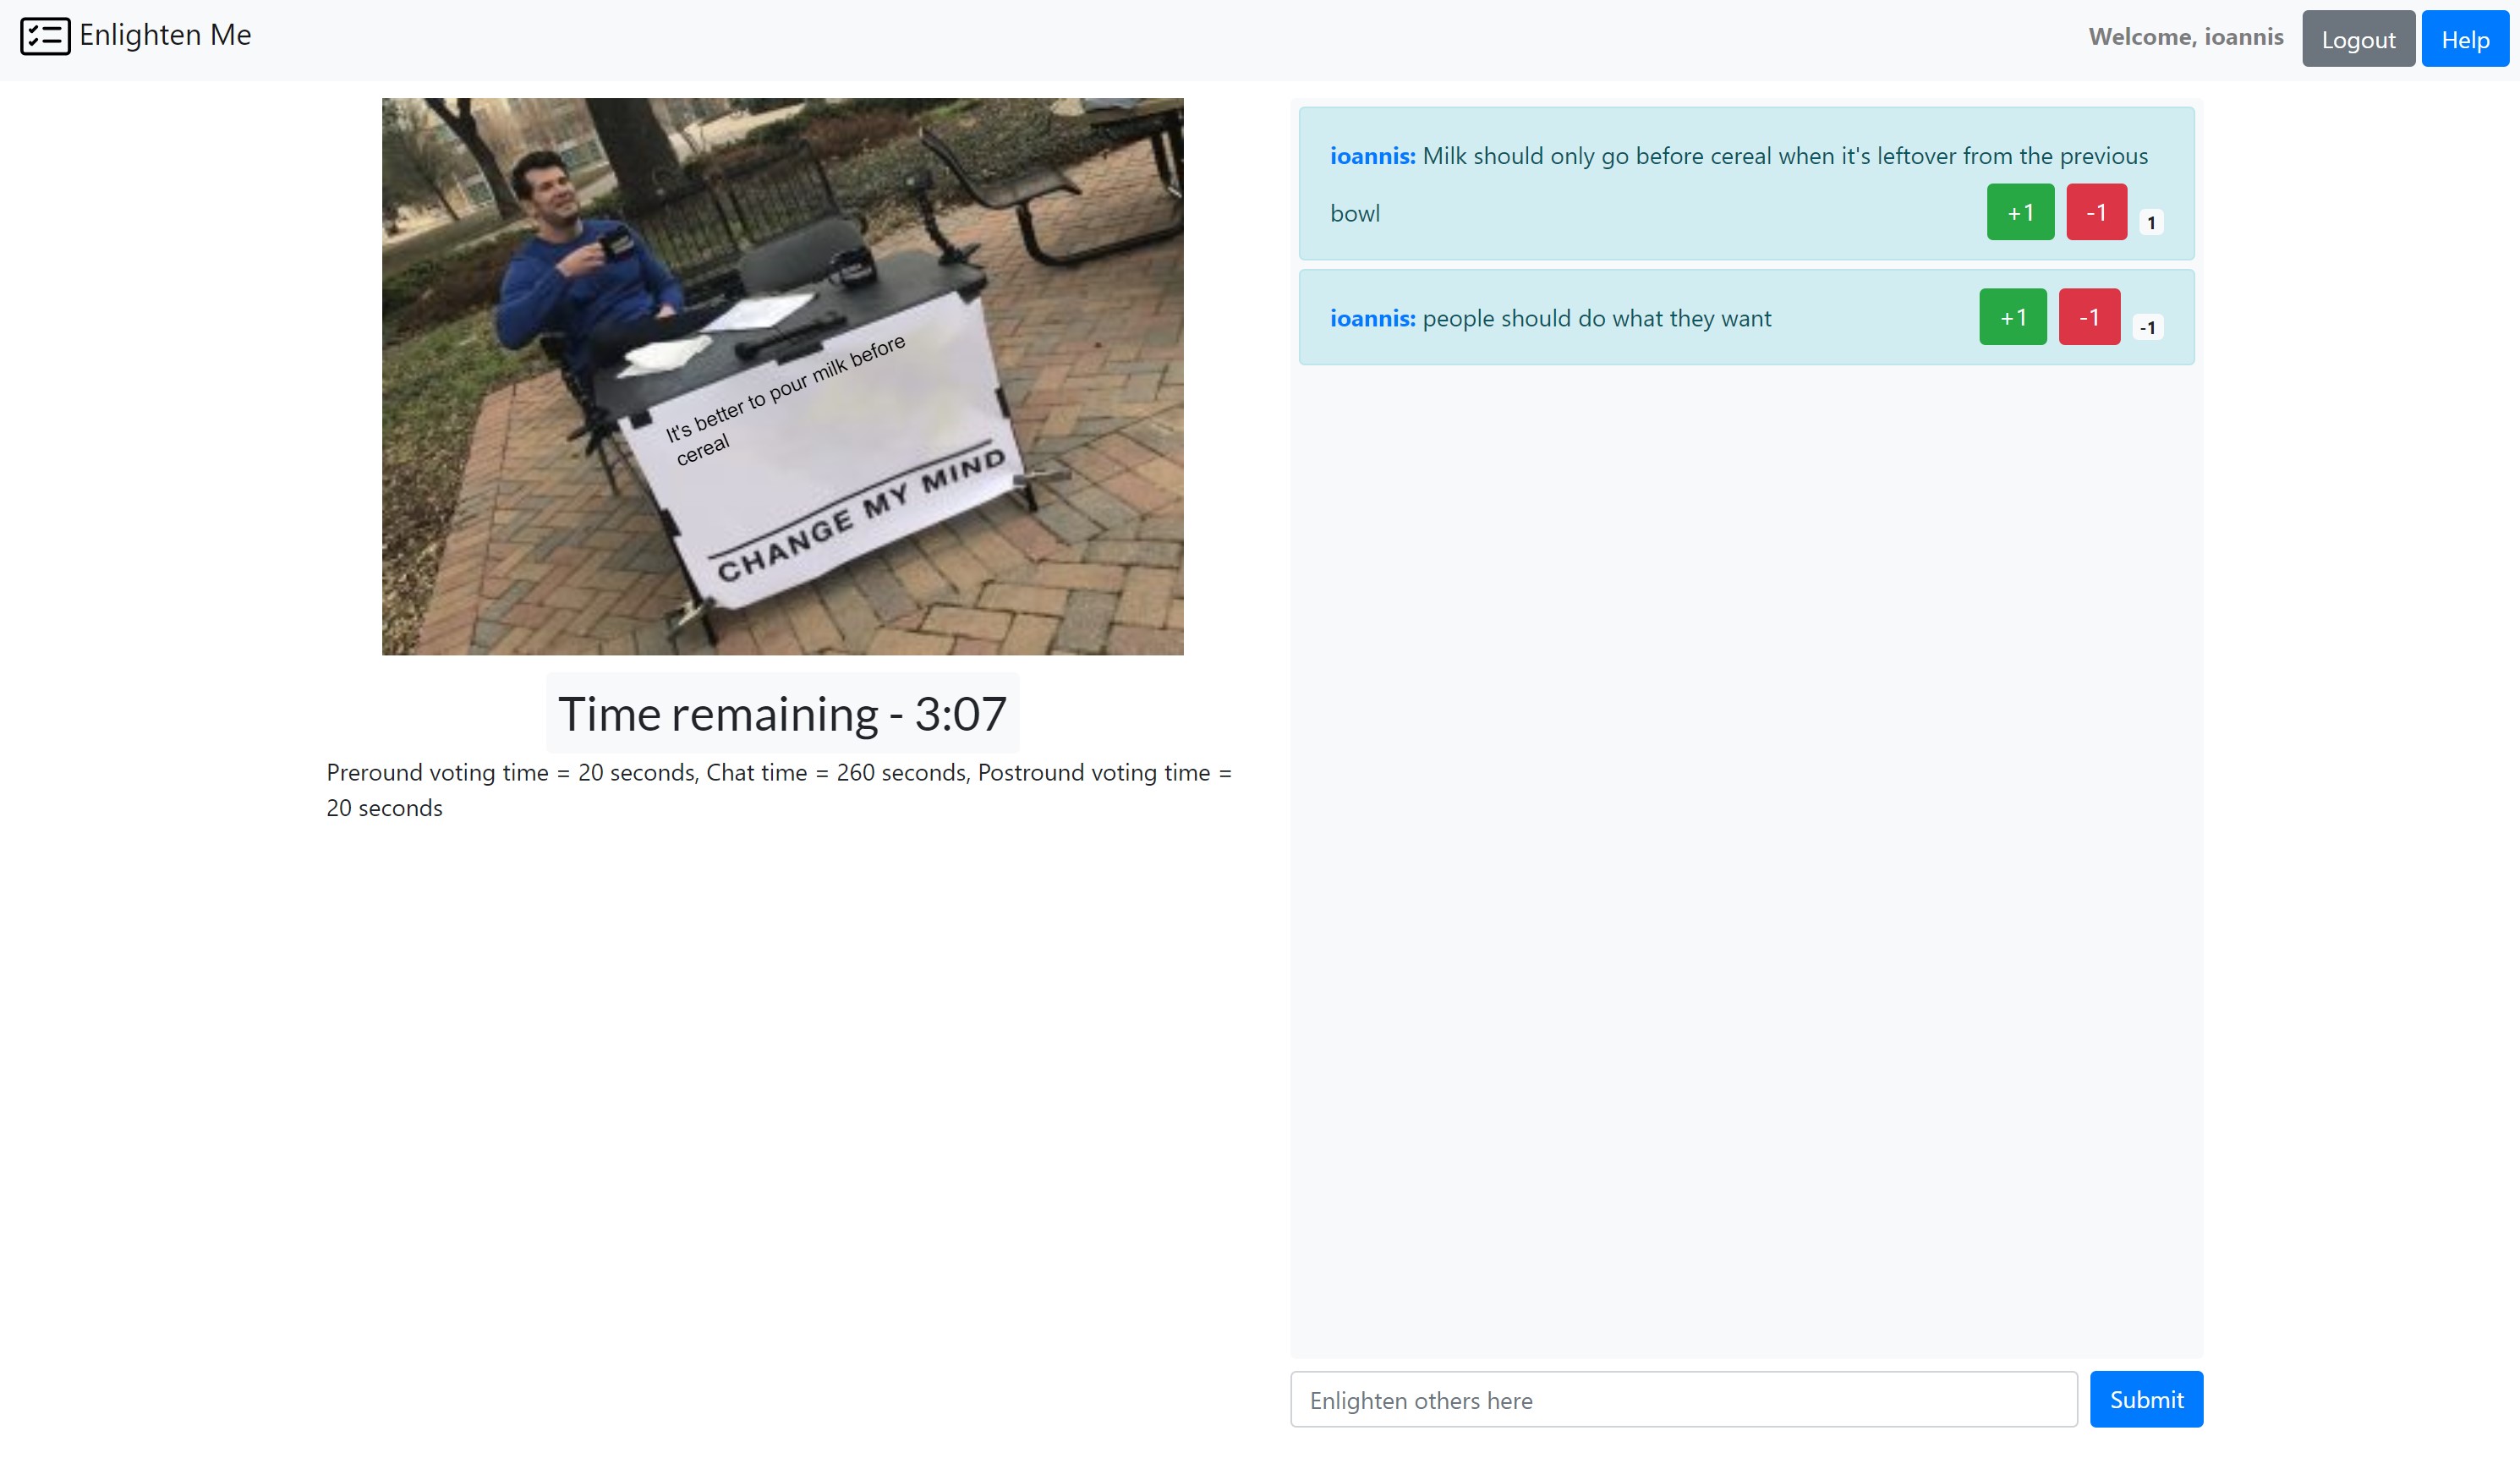 Enlighten Me
Welcome, ioannis
Logout
Help
It's better to pour milk before
cereal
CHANGE MY MIND
Time remaining - 3:07
Preround voting time = 20 seconds, Chat time = 260 seconds, Postround voting time =
20 seconds
ioannis: Milk should only go before cereal when it's leftover from the previous
bowl
+1
-1
1
ioannis: people should do what they want
+1
-1
-1
Enlighten others here
Submit